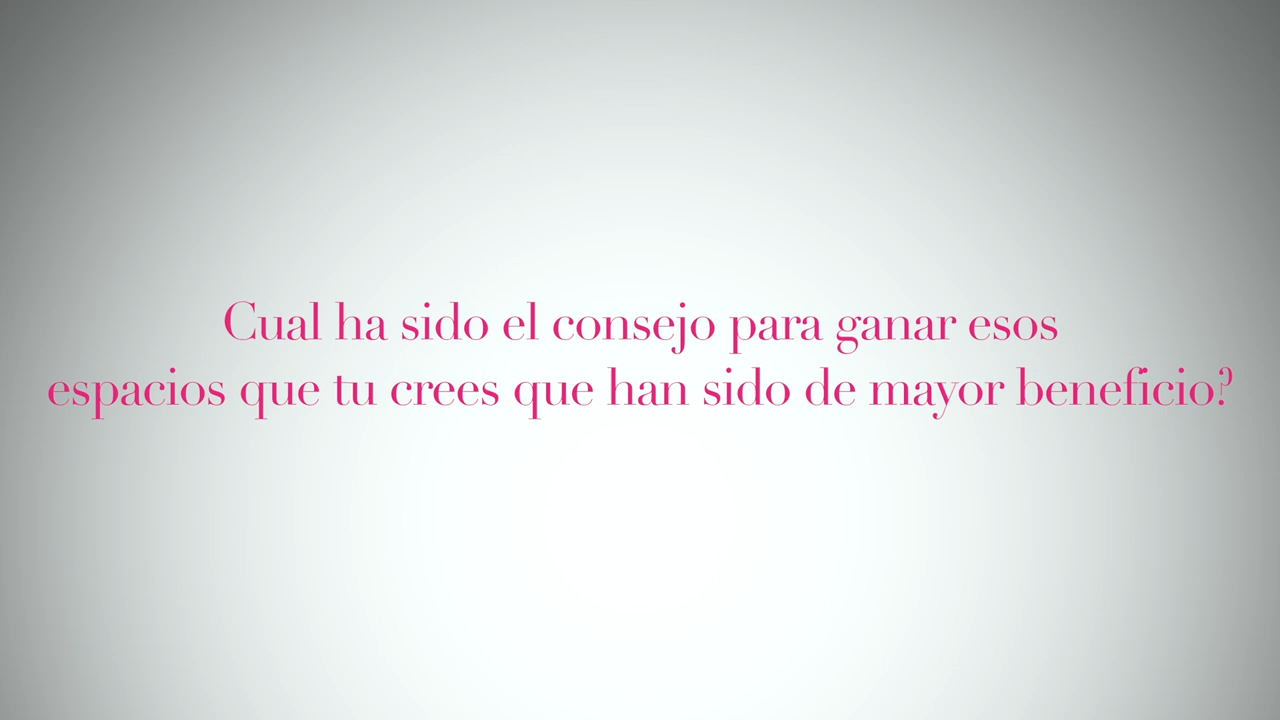 Cual ha sido el consejo para ganar esos
espacios que tu crees que han sido de mayor beneficio?